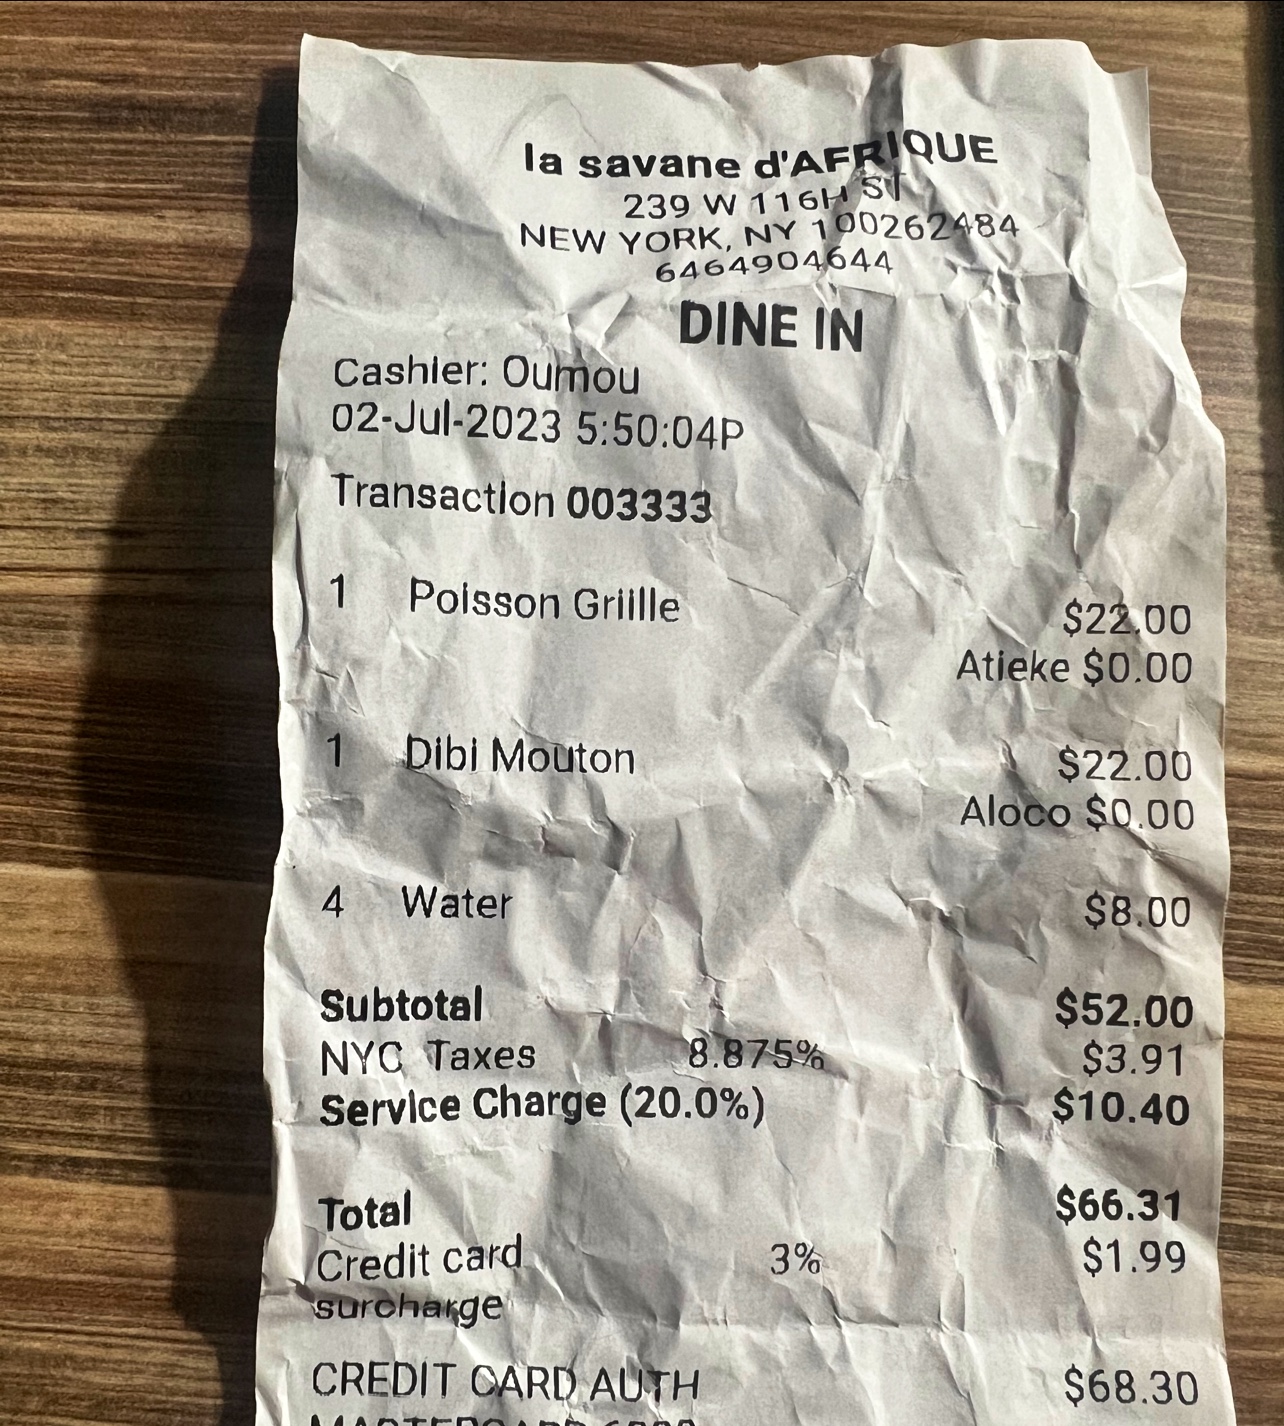 la savane d'AFRIQUE
239 W 116H ST
NEW YORK, NY 100262484
6464904644
DINE IN
Cashier: Oumou
02-Jul-2023 5:50:04P
Transaction 003333
1 Poisson Griille $22.00
Atieke $0.00
1 Dibi Mouton $22.00
Aloco $0.00
4 Water $8.00
Subtotal $52.00
NYC Taxes 8.875% $3.91
Service Charge (20.0%) $10.40
Total $66.31
Credit card 3% $1.99
surcharge
CREDIT CARD AUTH $68.30
MASTERCARD